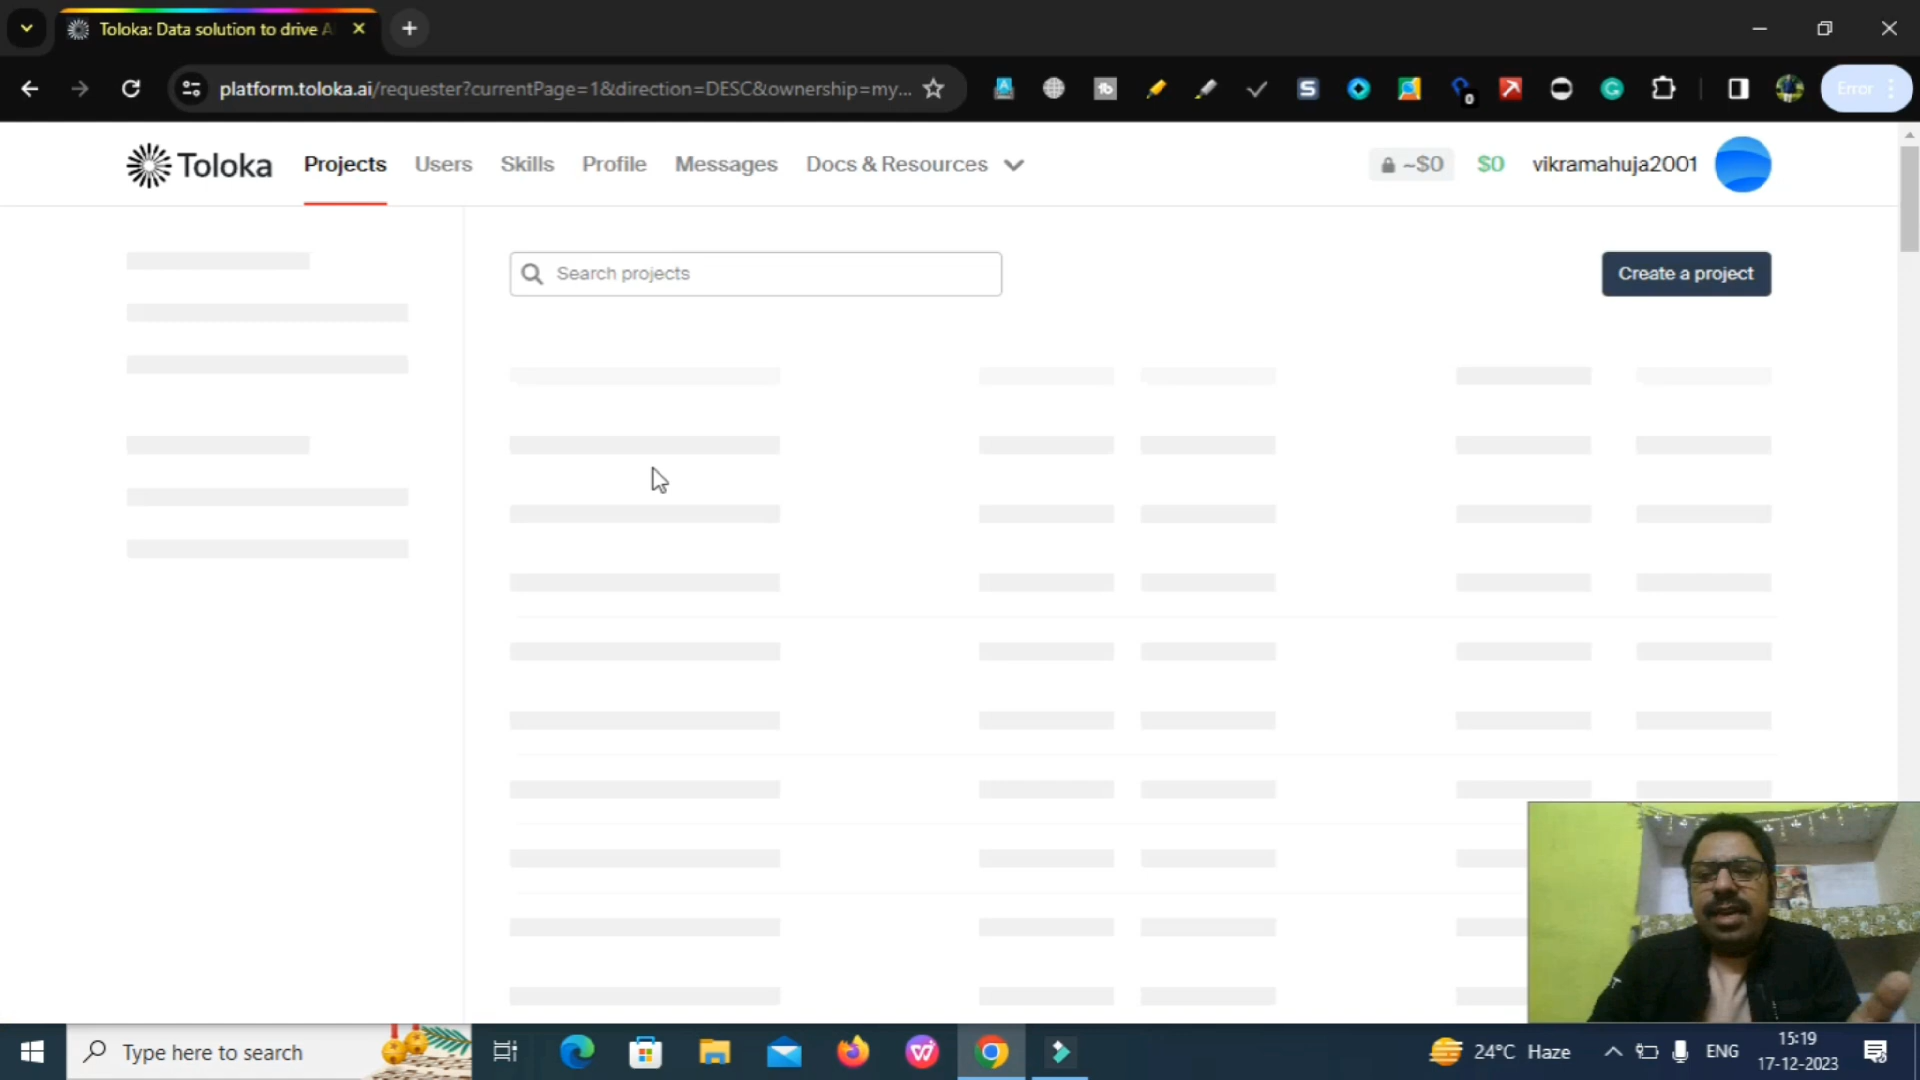 Toloka: Data solution to drive A
platform.toloka.ai/requester?currentPage=1&direction=DESC&ownership=my...
0
Error
Toloka
Projects
Users
Skills
Profile
Messages
Docs & Resources
~$0
$0
vikramahuja2001
Search projects
Create a project
Type here to search
24°C Haze
ENG
15:19
17-12-2023